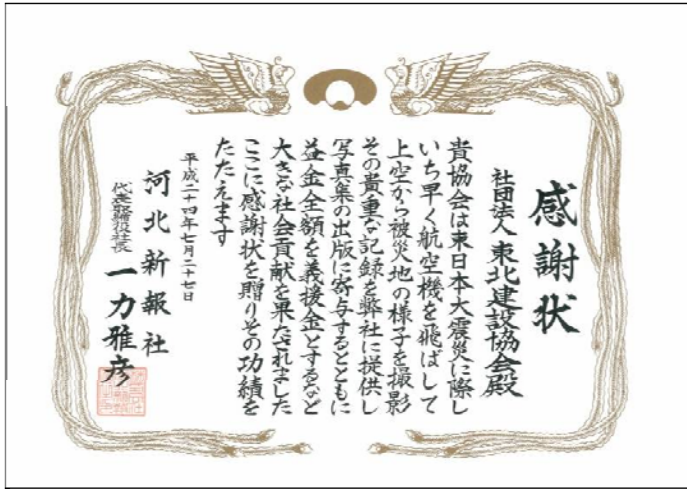 感謝状
社団法人 東北建設協会殿
貴協会は東日本大震災に際し
いち早く航空機を飛ばして
上空から被災地の様子を撮影
その貴重な記録を弊社に提供し
写真集の出版に寄与するとともに
益金全額を義援金とするなど
大きな社会貢献を果たされました
ここに感謝状を贈りその功績を
たたえます
平成二十四年七月二十七日
河北新報社
代表取締役社長 一力雅彦